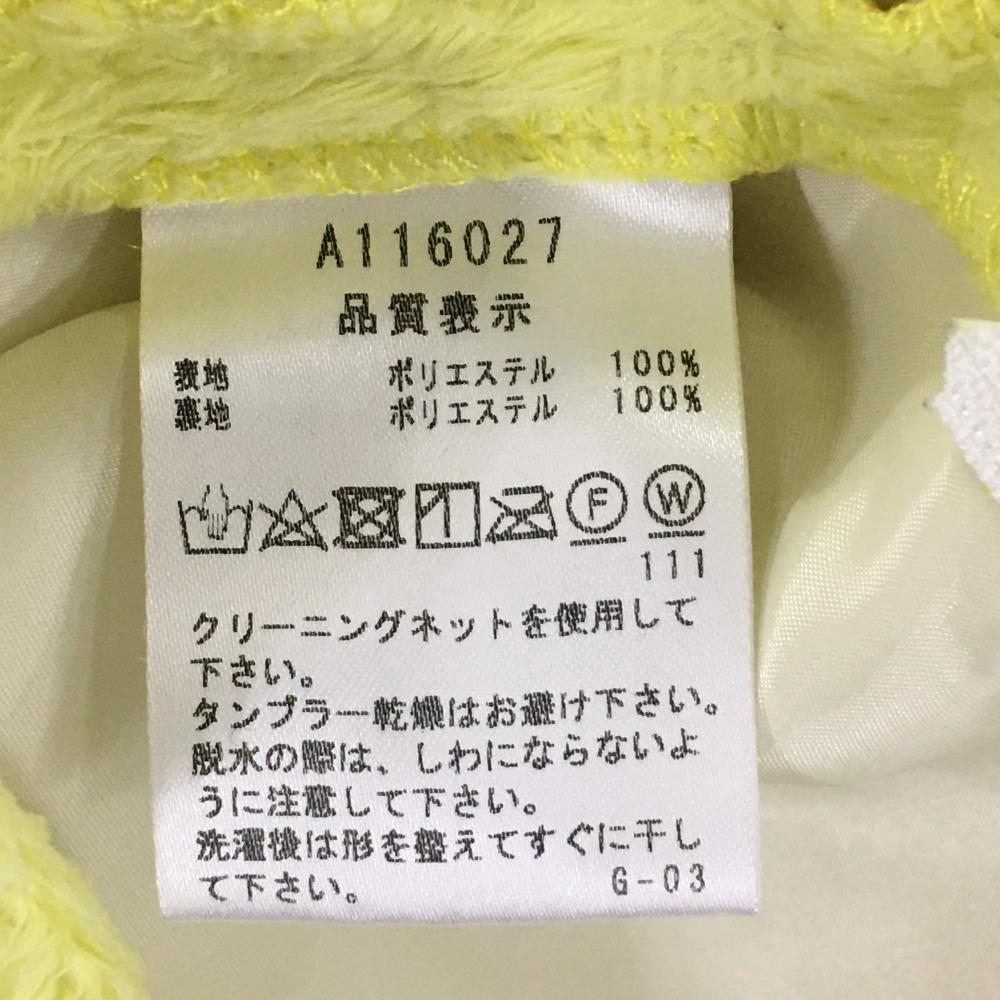 A116027
品質表示
表地 ポリエステル 100%
裏地 ポリエステル 100%
F W
111
クリーニングネットを使用して
下さい。
タンブラー乾燥はお避け下さい。
脱水の際は、しわにならないよ
うに注意して下さい。
洗濯後は形を整えてすぐに干し
て下さい。 G-03